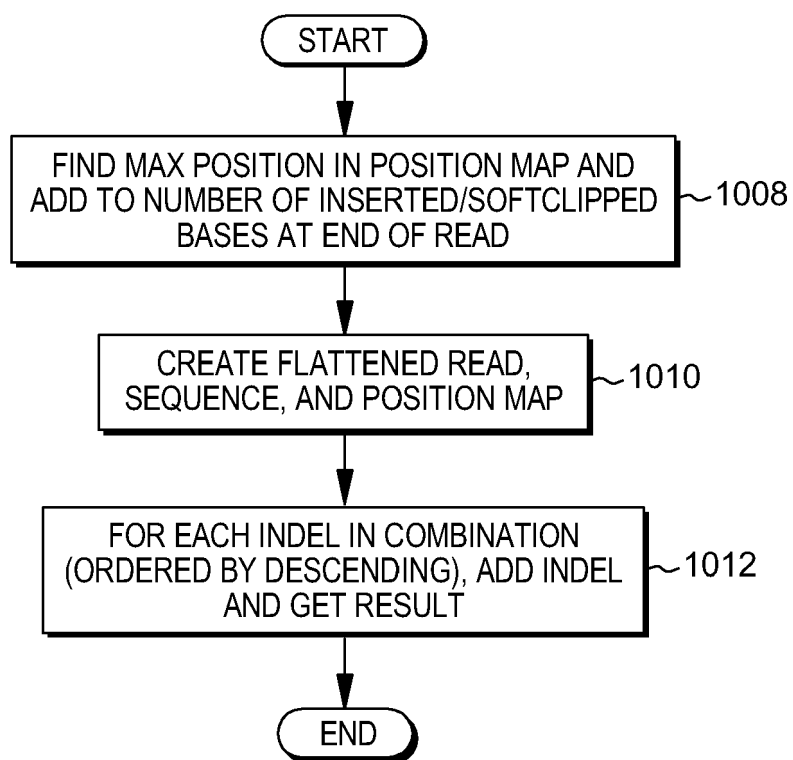 START
FIND MAX POSITION IN POSITION MAP AND
ADD TO NUMBER OF INSERTED/SOFTCLIPPED
BASES AT END OF READ
1008
CREATE FLATTENED READ,
SEQUENCE, AND POSITION MAP
1010
FOR EACH INDEL IN COMBINATION
(ORDERED BY DESCENDING), ADD INDEL
AND GET RESULT
1012
END